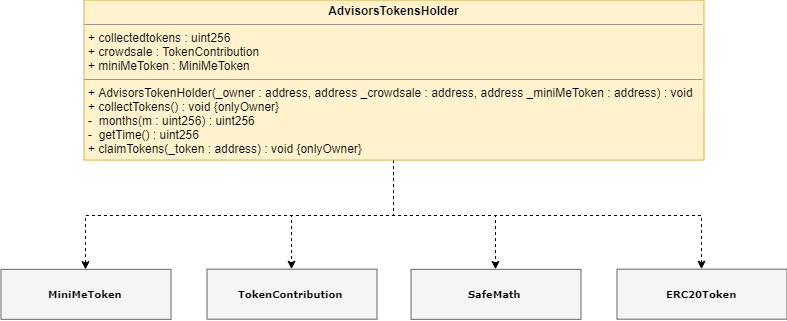 AdvisorsTokensHolder
+ collectedtokens : uint256
+ crowdsale : TokenContribution
+ miniMeToken : MiniMeToken
+ AdvisorsTokenHolder(_owner : address, address _crowdsale : address, address _miniMeToken : address) : void
+ collectTokens() : void {onlyOwner}
- months(m : uint256) : uint256
- getTime() : uint256
+ claimTokens(_token : address) : void {onlyOwner}
MiniMeToken
TokenContribution
SafeMath
ERC20Token